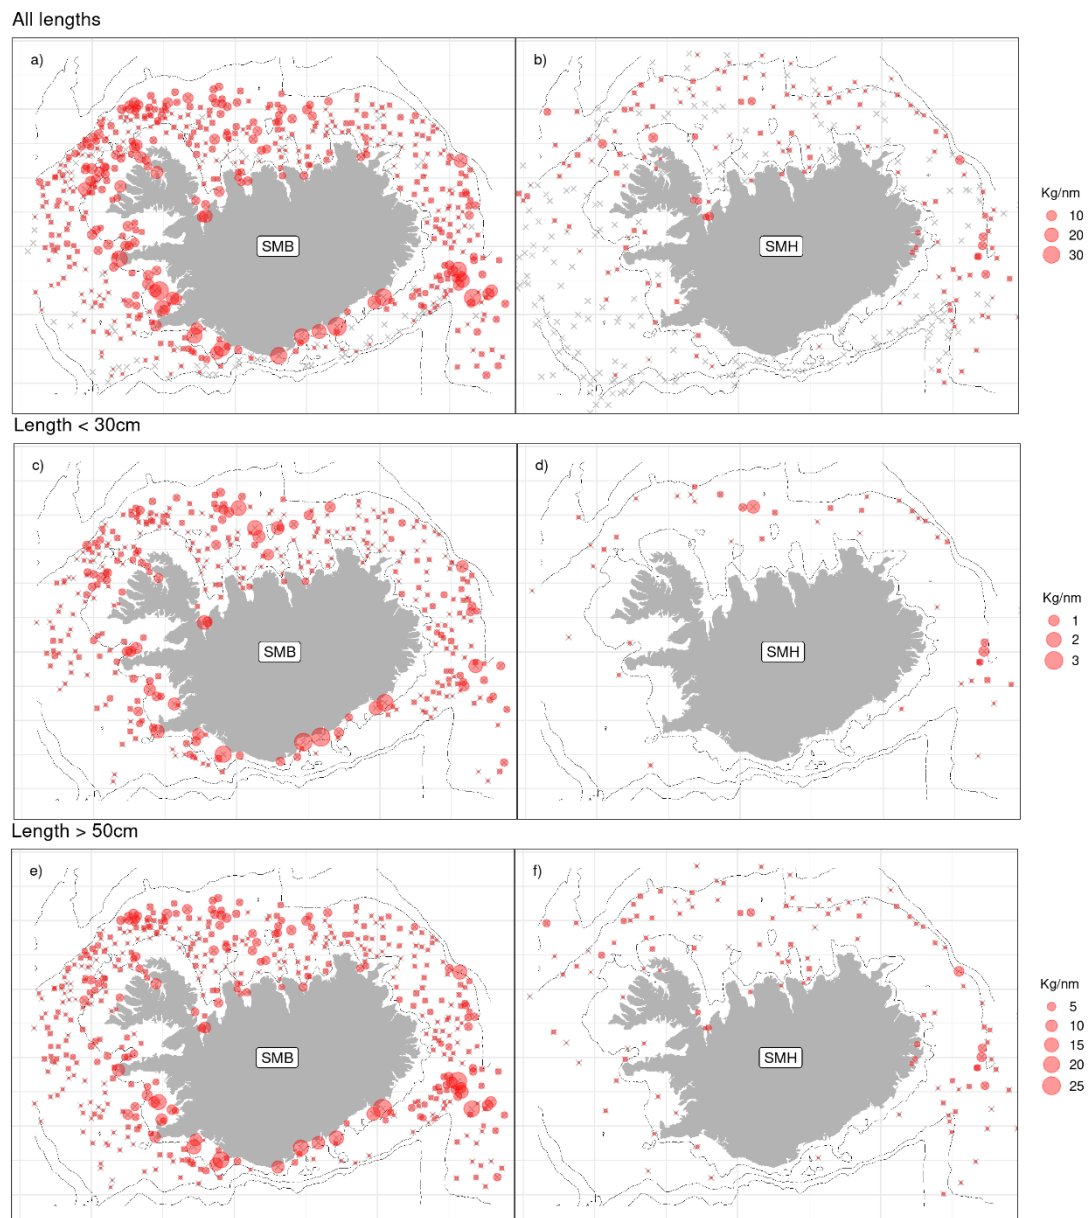 All lengths
a)
b)
SMB
SMH
Kg/nm
10
20
30
Length < 30cm
c)
d)
SMB
SMH
Kg/nm
1
2
3
Length > 50cm
e)
f)
SMB
SMH
Kg/nm
5
10
15
20
25